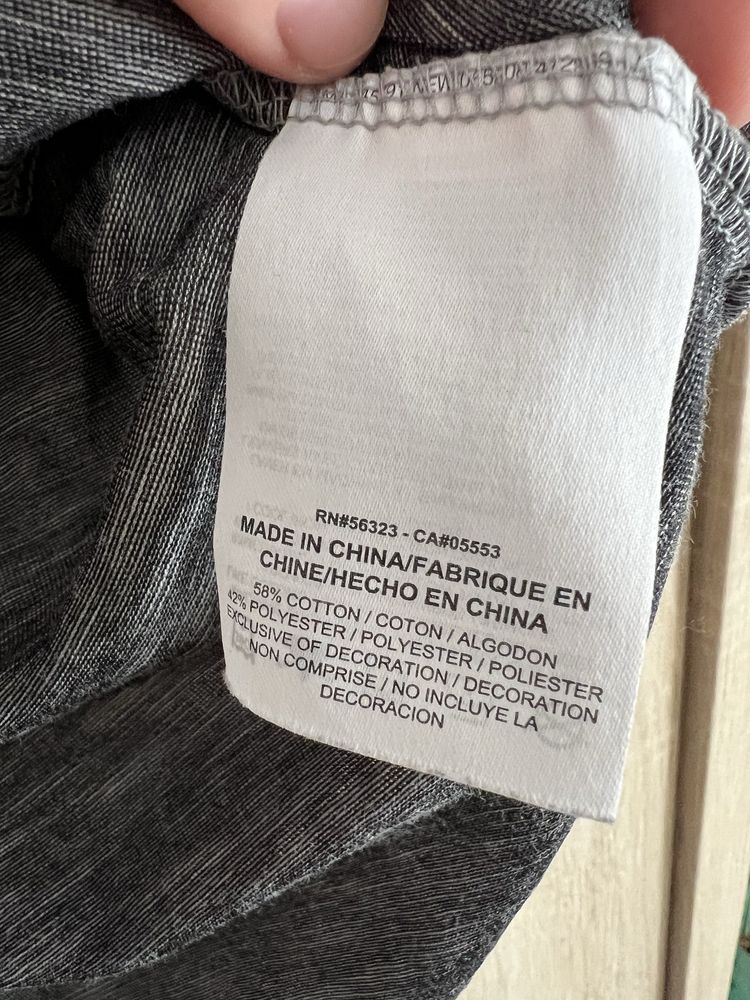 RN#56323 - CA#05553
MADE IN CHINA/FABRIQUE EN
CHINE/HECHO EN CHINA
58% COTTON / COTON / ALGODON
42% POLYESTER / POLYESTER / POLIESTER
EXCLUSIVE OF DECORATION / DECORATION
NON COMPRISE / NO INCLUYE LA
DECORACION